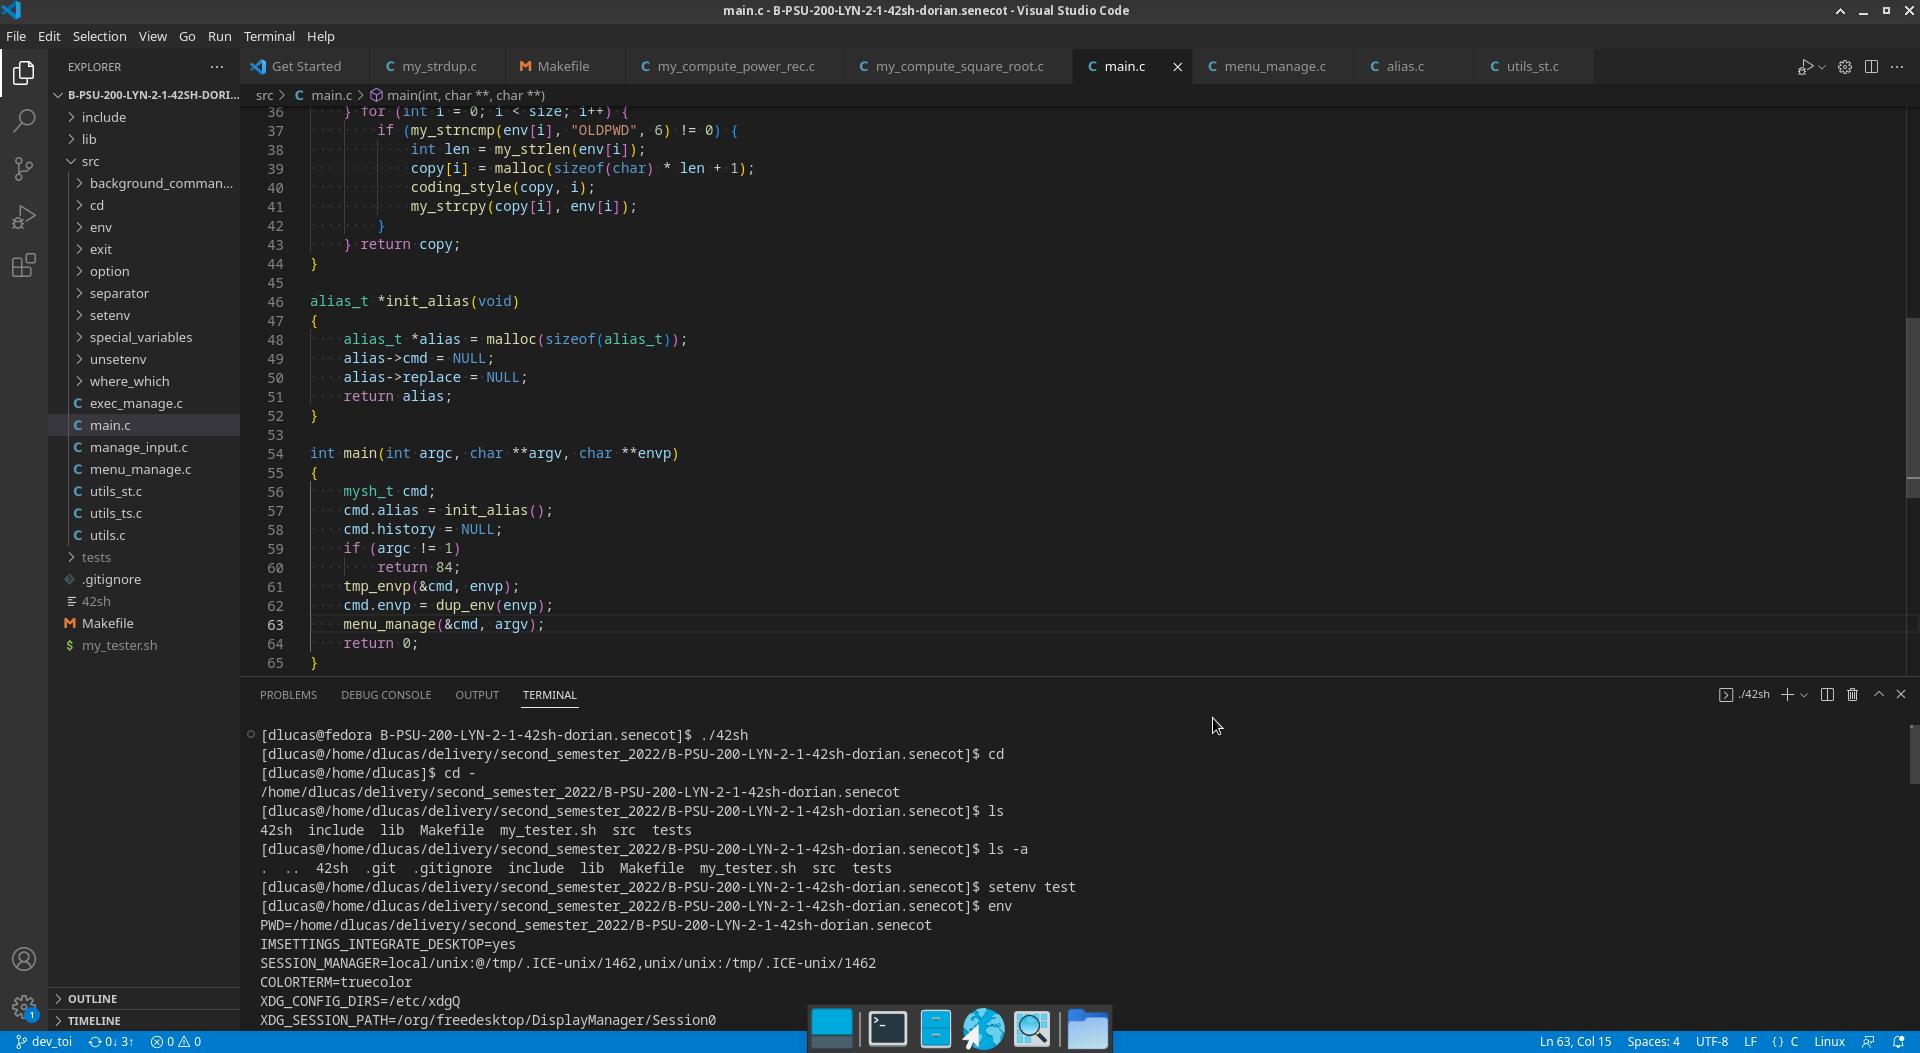 main.c - B-PSU-200-LYN-2-1-42sh-dorian.senecot - Visual Studio Code
File Edit Selection View Go Run Terminal Help
EXPLORER
Get Started my_strdup.c Makefile my_compute_power_rec.c my_compute_square_root.c main.c menu_manage.c alias.c utils_st.c
B-PSU-200-LYN-2-1-42SH-DORI...
include
lib
src
background_comman...
cd
env
exit
option
separator
setenv
special_variables
unsetenv
where_which
exec_manage.c
main.c
manage_input.c
menu_manage.c
utils_st.c
utils_ts.c
utils.c
tests
.gitignore
42sh
Makefile
my_tester.sh
OUTLINE
TIMELINE
src > main.c > main(int, char **, char **)
36 } for (int i = 0; i < size; i++) {
37 if (my_strncmp(env[i], "OLDPWD", 6) != 0) {
38 int len = my_strlen(env[i]);
39 copy[i] = malloc(sizeof(char) * len + 1);
40 coding_style(copy, i);
41 my_strcpy(copy[i], env[i]);
42 }
43 } return copy;
44 }
45
46 alias_t *init_alias(void)
47 {
48 alias_t *alias = malloc(sizeof(alias_t));
49 alias->cmd = NULL;
50 alias->replace = NULL;
51 return alias;
52 }
53
54 int main(int argc, char **argv, char **envp)
55 {
56 mysh_t cmd;
57 cmd.alias = init_alias();
58 cmd.history = NULL;
59 if (argc != 1)
60 return 84;
61 tmp_envp(&cmd, envp);
62 cmd.envp = dup_env(envp);
63 menu_manage(&cmd, argv);
64 return 0;
65 }
PROBLEMS DEBUG CONSOLE OUTPUT TERMINAL
./42sh
[dlucas@fedora B-PSU-200-LYN-2-1-42sh-dorian.senecot]$ ./42sh
[dlucas@/home/dlucas/delivery/second_semester_2022/B-PSU-200-LYN-2-1-42sh-dorian.senecot]$ cd
[dlucas@/home/dlucas]$ cd -
/home/dlucas/delivery/second_semester_2022/B-PSU-200-LYN-2-1-42sh-dorian.senecot
[dlucas@/home/dlucas/delivery/second_semester_2022/B-PSU-200-LYN-2-1-42sh-dorian.senecot]$ ls
42sh include lib Makefile my_tester.sh src tests
[dlucas@/home/dlucas/delivery/second_semester_2022/B-PSU-200-LYN-2-1-42sh-dorian.senecot]$ ls -a
. .. 42sh .git .gitignore include lib Makefile my_tester.sh src tests
[dlucas@/home/dlucas/delivery/second_semester_2022/B-PSU-200-LYN-2-1-42sh-dorian.senecot]$ setenv test
[dlucas@/home/dlucas/delivery/second_semester_2022/B-PSU-200-LYN-2-1-42sh-dorian.senecot]$ env
PWD=/home/dlucas/delivery/second_semester_2022/B-PSU-200-LYN-2-1-42sh-dorian.senecot
IMSETTINGS_INTEGRATE_DESKTOP=yes
SESSION_MANAGER=local/unix:@/tmp/.ICE-unix/1462,unix/unix:/tmp/.ICE-unix/1462
COLORTERM=truecolor
XDG_CONFIG_DIRS=/etc/xdgQ
XDG_SESSION_PATH=/org/freedesktop/DisplayManager/Session0
1
dev_toi 0↓ 3↑ 0 0 Ln 63, Col 15 Spaces: 4 UTF-8 LF {} C Linux